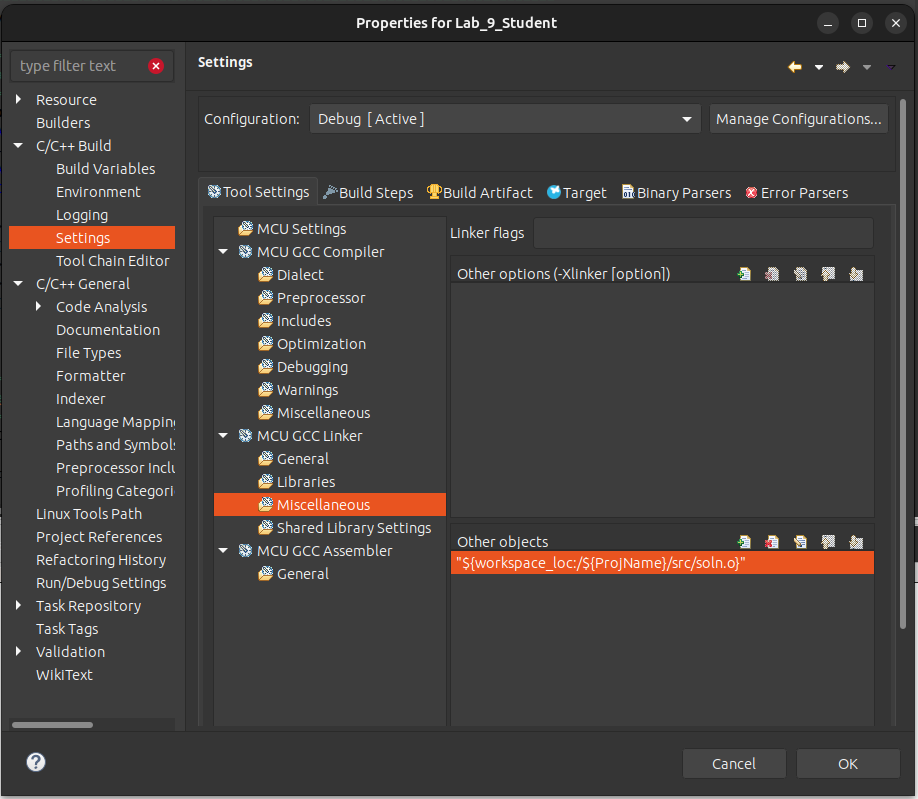 Properties for Lab_9_Student
type filter text
Resource
Builders
C/C++ Build
Build Variables
Environment
Logging
Settings
Tool Chain Editor
C/C++ General
Code Analysis
Documentation
File Types
Formatter
Indexer
Language Mapping
Paths and Symbols
Preprocessor Inclu
Profiling Categori
Linux Tools Path
Project References
Refactoring History
Run/Debug Settings
Task Repository
Task Tags
Validation
WikiText
Settings
Configuration:
Debug [ Active ]
Manage Configurations...
Tool Settings
Build Steps
Build Artifact
Target
Binary Parsers
Error Parsers
MCU Settings
MCU GCC Compiler
Dialect
Preprocessor
Includes
Optimization
Debugging
Warnings
Miscellaneous
MCU GCC Linker
General
Libraries
Miscellaneous
Shared Library Settings
MCU GCC Assembler
General
Linker flags
Other options (-Xlinker [option])
Other objects
"${workspace_loc:/${ProjName}/src/soln.o}"
Cancel
OK